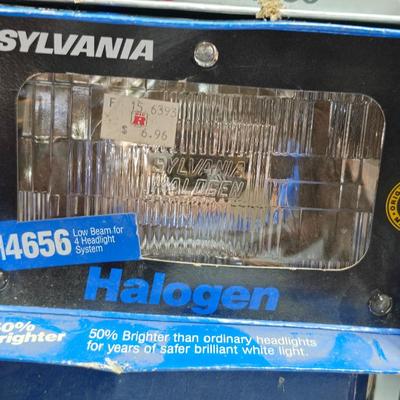 SYLVANIA
F 15 6393
R
$ 6.96
SYLVANIA
HALOGEN
4656 Low Beam for
4 Headlight
System
Halogen
50% Brighter than ordinary headlights
Brighter for years of safer brilliant white light.